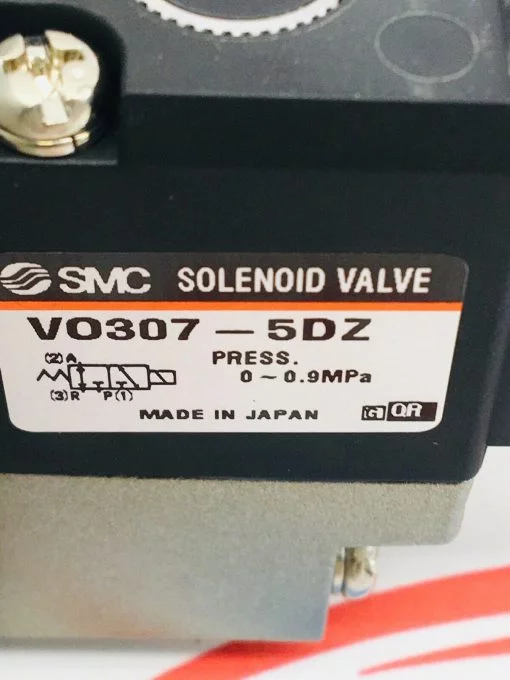 SMC SOLENOID VALVE
VO307 — 5DZ
(2) A
PRESS.
0 ~ 0.9MPa
(3) R P(1)
MADE IN JAPAN
G QR